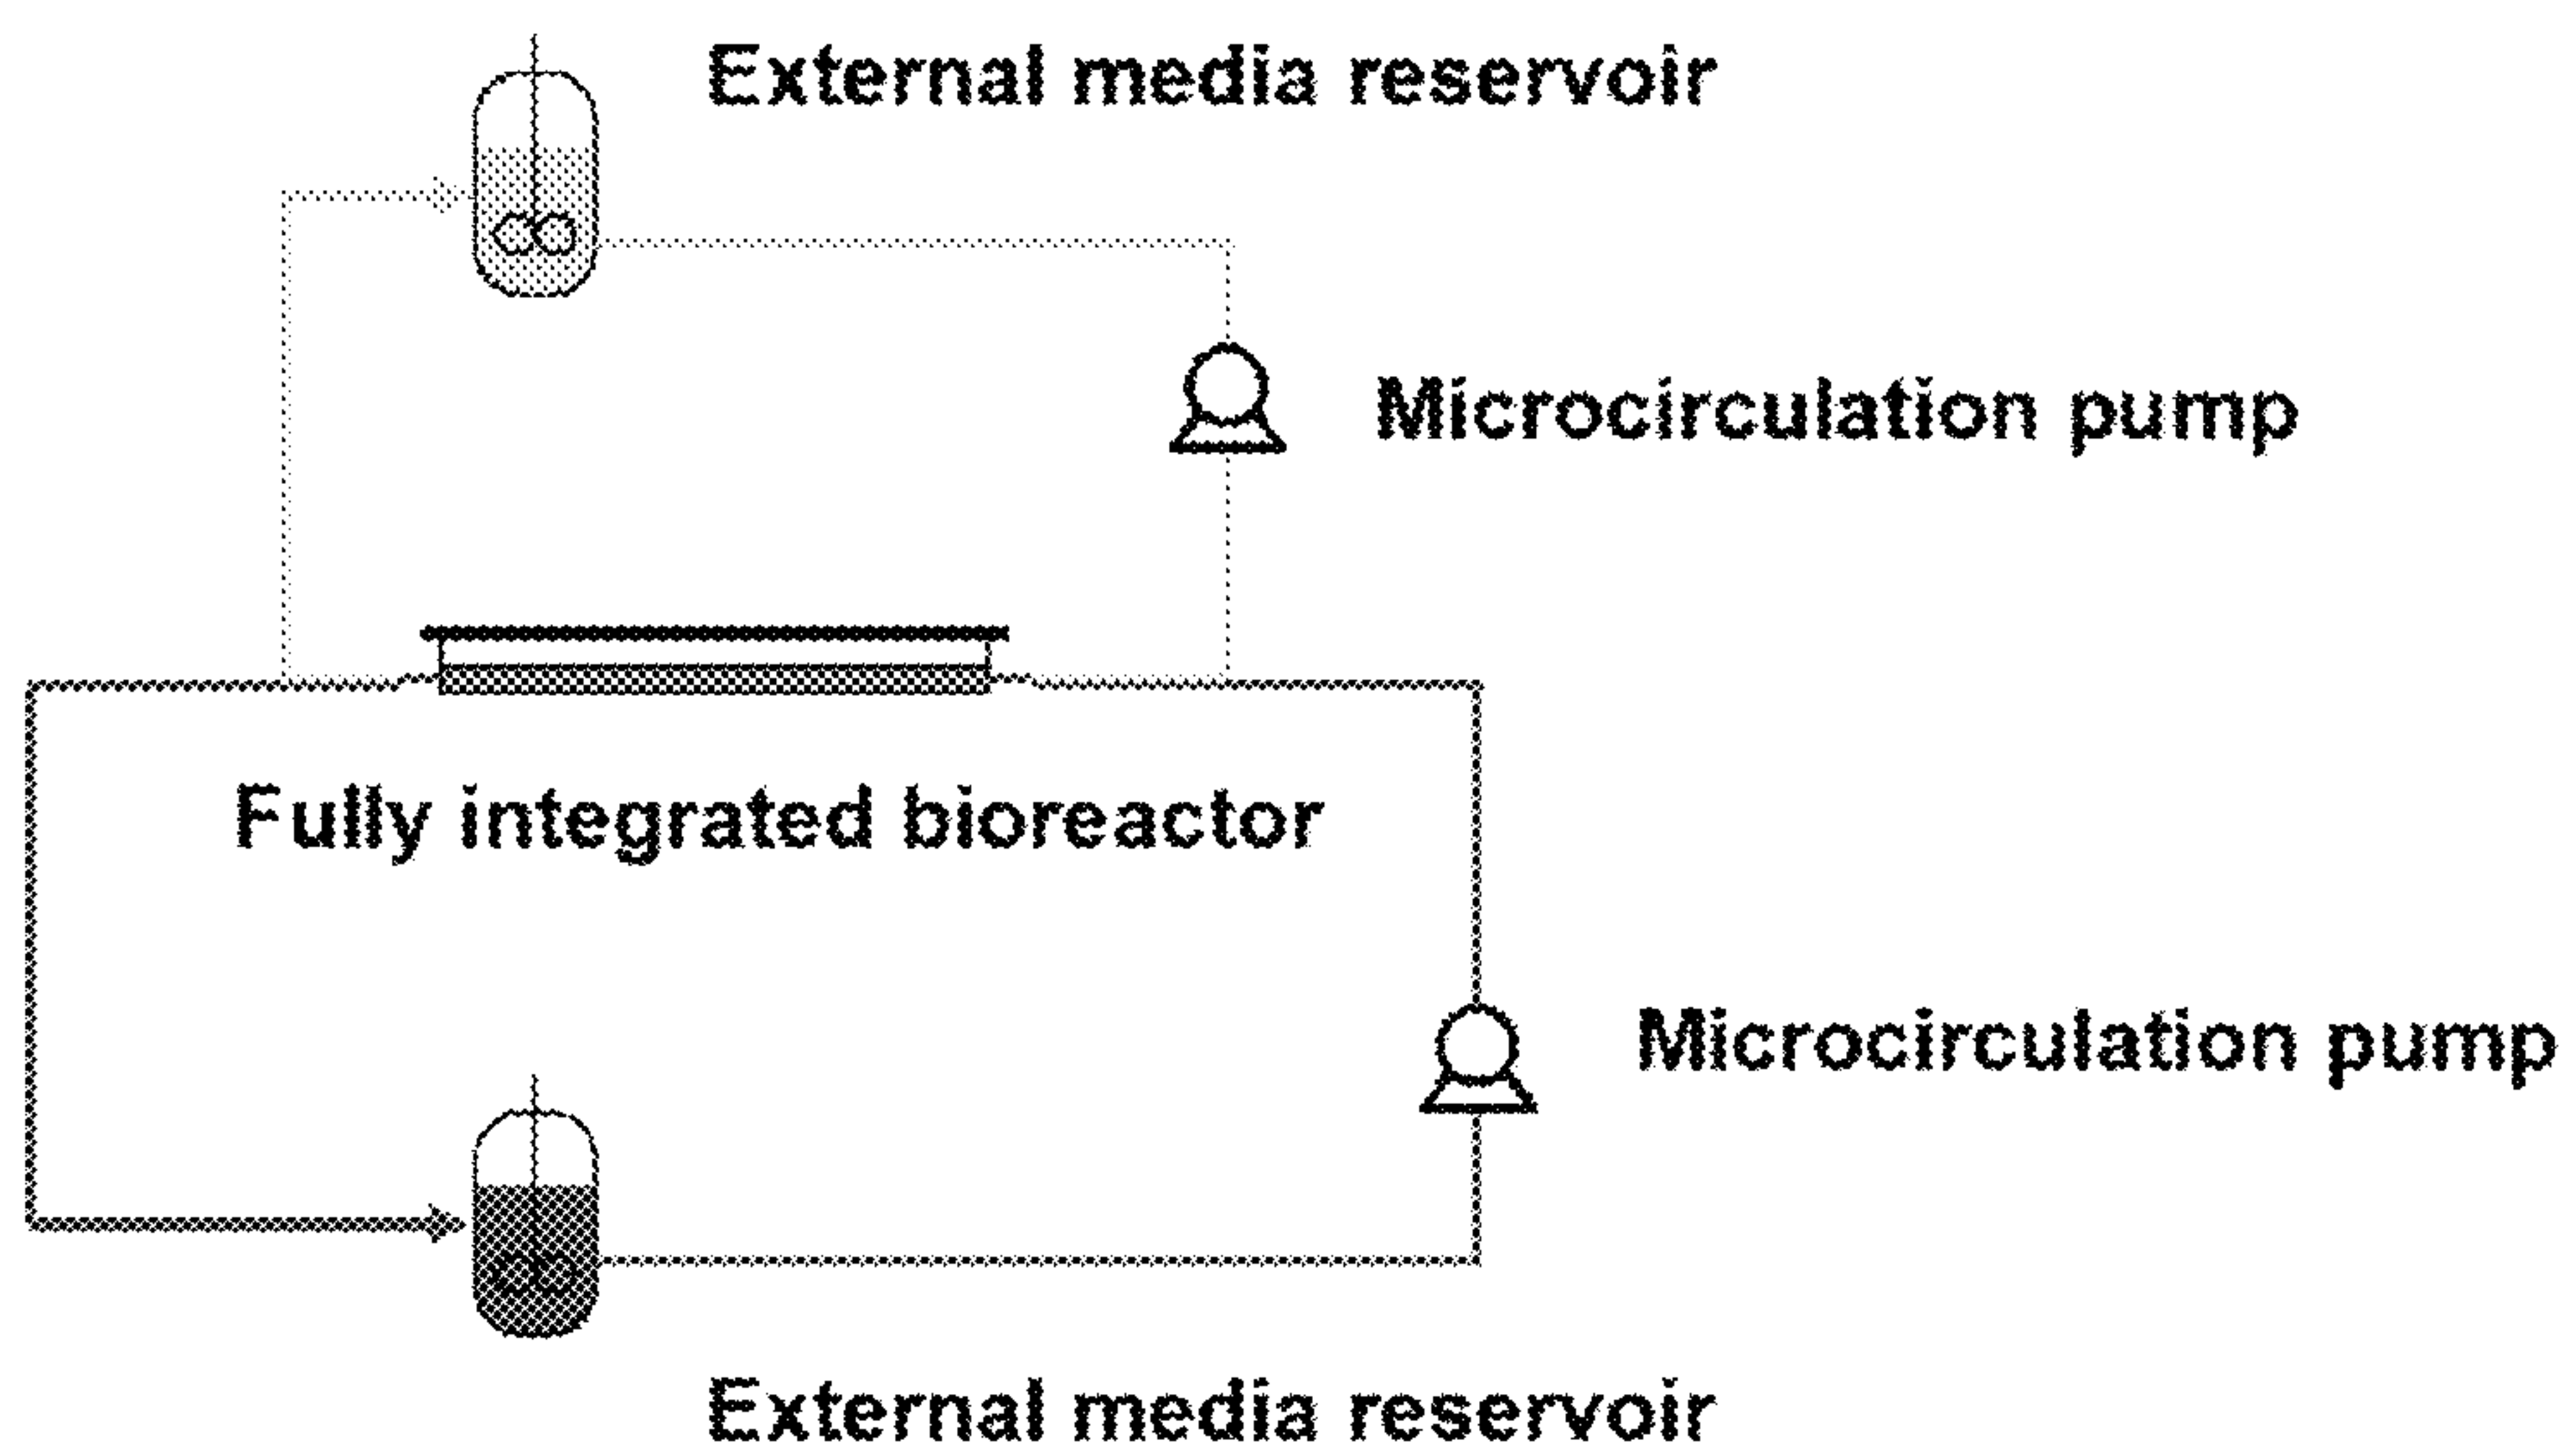 External media reservoir
Microcirculation pump
Fully integrated bioreactor
Microcirculation pump
External media reservoir